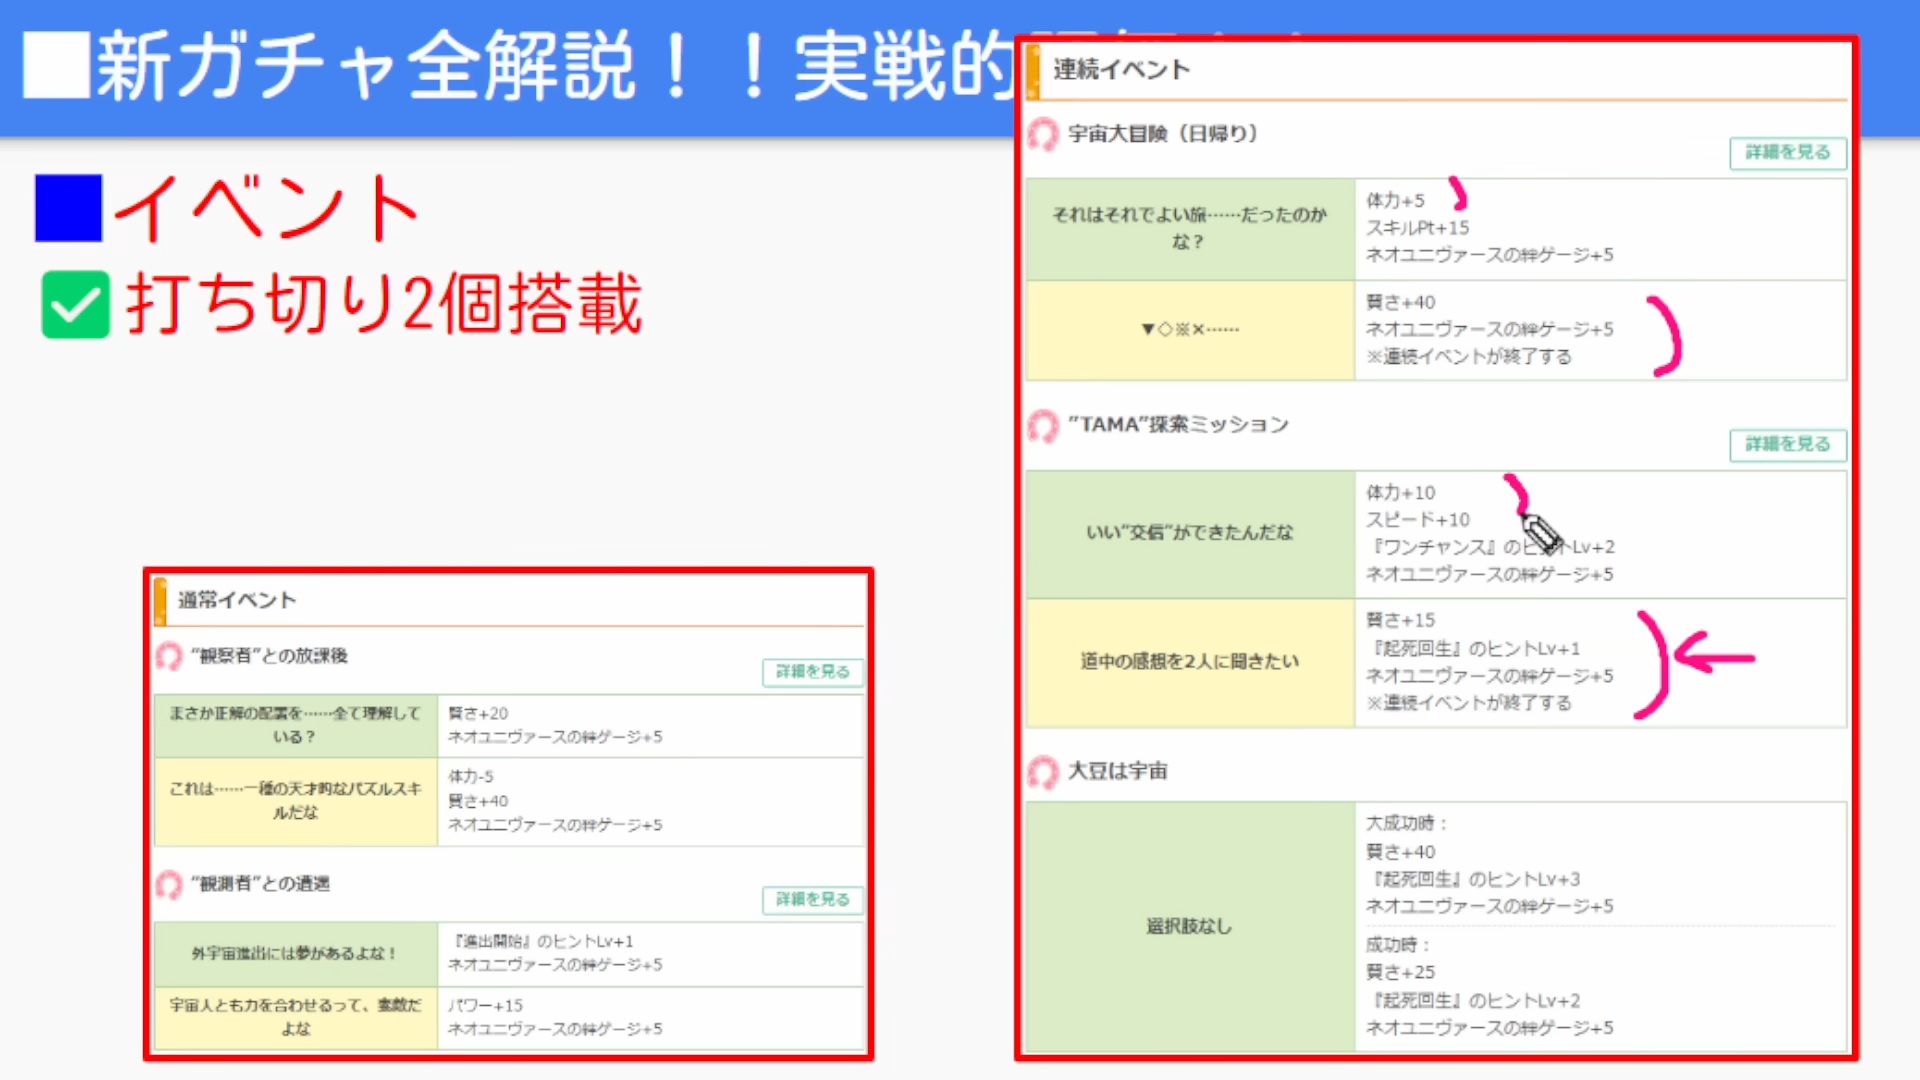 ■新ガチャ全解説！！実戦的
■イベント
✅打ち切り2個搭載
通常イベント
“観察者”との放課後
詳細を見る
まさか正解の配置を……全て理解して
いる？
賢さ+20
ネオユニヴァースの絆ゲージ+5
これは……一種の天才的なパズルスキ
ルだな
体力-5
賢さ+40
ネオユニヴァースの絆ゲージ+5
“観測者”との遭遇
詳細を見る
外宇宙進出には夢があるよな！
『進出開始』のヒントLv+1
ネオユニヴァースの絆ゲージ+5
宇宙人とも力を合わせるって、素敵だ
よな
パワー+15
ネオユニヴァースの絆ゲージ+5
連続イベント
宇宙大冒険（日帰り）
詳細を見る
それはそれでよい旅……だったのか
な？
体力+5
スキルPt+15
ネオユニヴァースの絆ゲージ+5
▼◇※×……
賢さ+40
ネオユニヴァースの絆ゲージ+5
※連続イベントが終了する
“TAMA”探索ミッション
詳細を見る
いい“交信”ができたんだな
体力+10
スピード+10
『ワンチャンス』のヒントLv+2
ネオユニヴァースの絆ゲージ+5
道中の感想を2人に聞きたい
賢さ+15
『起死回生』のヒントLv+1
ネオユニヴァースの絆ゲージ+5
※連続イベントが終了する
大豆は宇宙
選択肢なし
大成功時：
賢さ+40
『起死回生』のヒントLv+3
ネオユニヴァースの絆ゲージ+5
成功時：
賢さ+25
『起死回生』のヒントLv+2
ネオユニヴァースの絆ゲージ+5